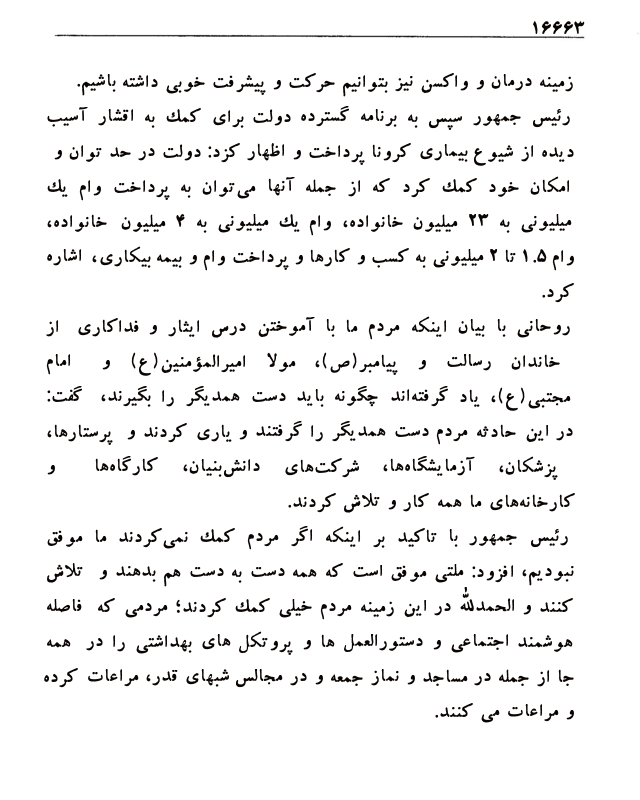 ۱۶۶۶۳
زمینه درمان و واکسن نیز بتوانیم حرکت و پیشرفت خوبی داشته باشیم.
رئیس جمهور سپس به برنامه گسترده دولت برای کمك به اقشار آسیب
دیده از شیوع بیماری کرونا پرداخت و اظهار کزد: دولت در حد توان و
امکان خود کمك کرد که از جمله آنها می‌توان به پرداخت وام يك
میلیونی به ۲۳ میلیون خانواده، وام يك میلیونی به ۴ میلیون خانواده،
وام ۱.۵ تا ۲ میلیونی به کسب و کارها و پرداخت وام و بیمه بیکاری، اشاره
کرد.
روحانی با بیان اینکه مردم ما با آموختن درس ایثار و فداکاری از
خاندان رسالت و پیامبر(ص)، مولا امیرالمؤمنین(ع) و امام
مجتبی(ع)، یاد گرفته‌اند چگونه باید دست همدیگر را بگیرند، گفت:
در این حادثه مردم دست همدیگر را گرفتند و یاری کردند و پرستارها،
پزشکان، آزمایشگاه‌ها، شرکت‌های دانش‌بنیان، کارگاه‌ها و
کارخانه‌های ما همه کار و تلاش کردند.
رئیس جمهور با تاکید بر اینکه اگر مردم کمك نمی‌کردند ما موفق
نبودیم، افزود: ملتی موفق است که همه دست به دست هم بدهند و تلاش
کنند و الحمدلله در این زمینه مردم خیلی کمك کردند؛ مردمی که فاصله
هوشمند اجتماعی و دستورالعمل ها و پروتکل های بهداشتی را در همه
جا از جمله در مساجد و نماز جمعه و در مجالس شبهای قدر، مراعات کرده
و مراعات می کنند.